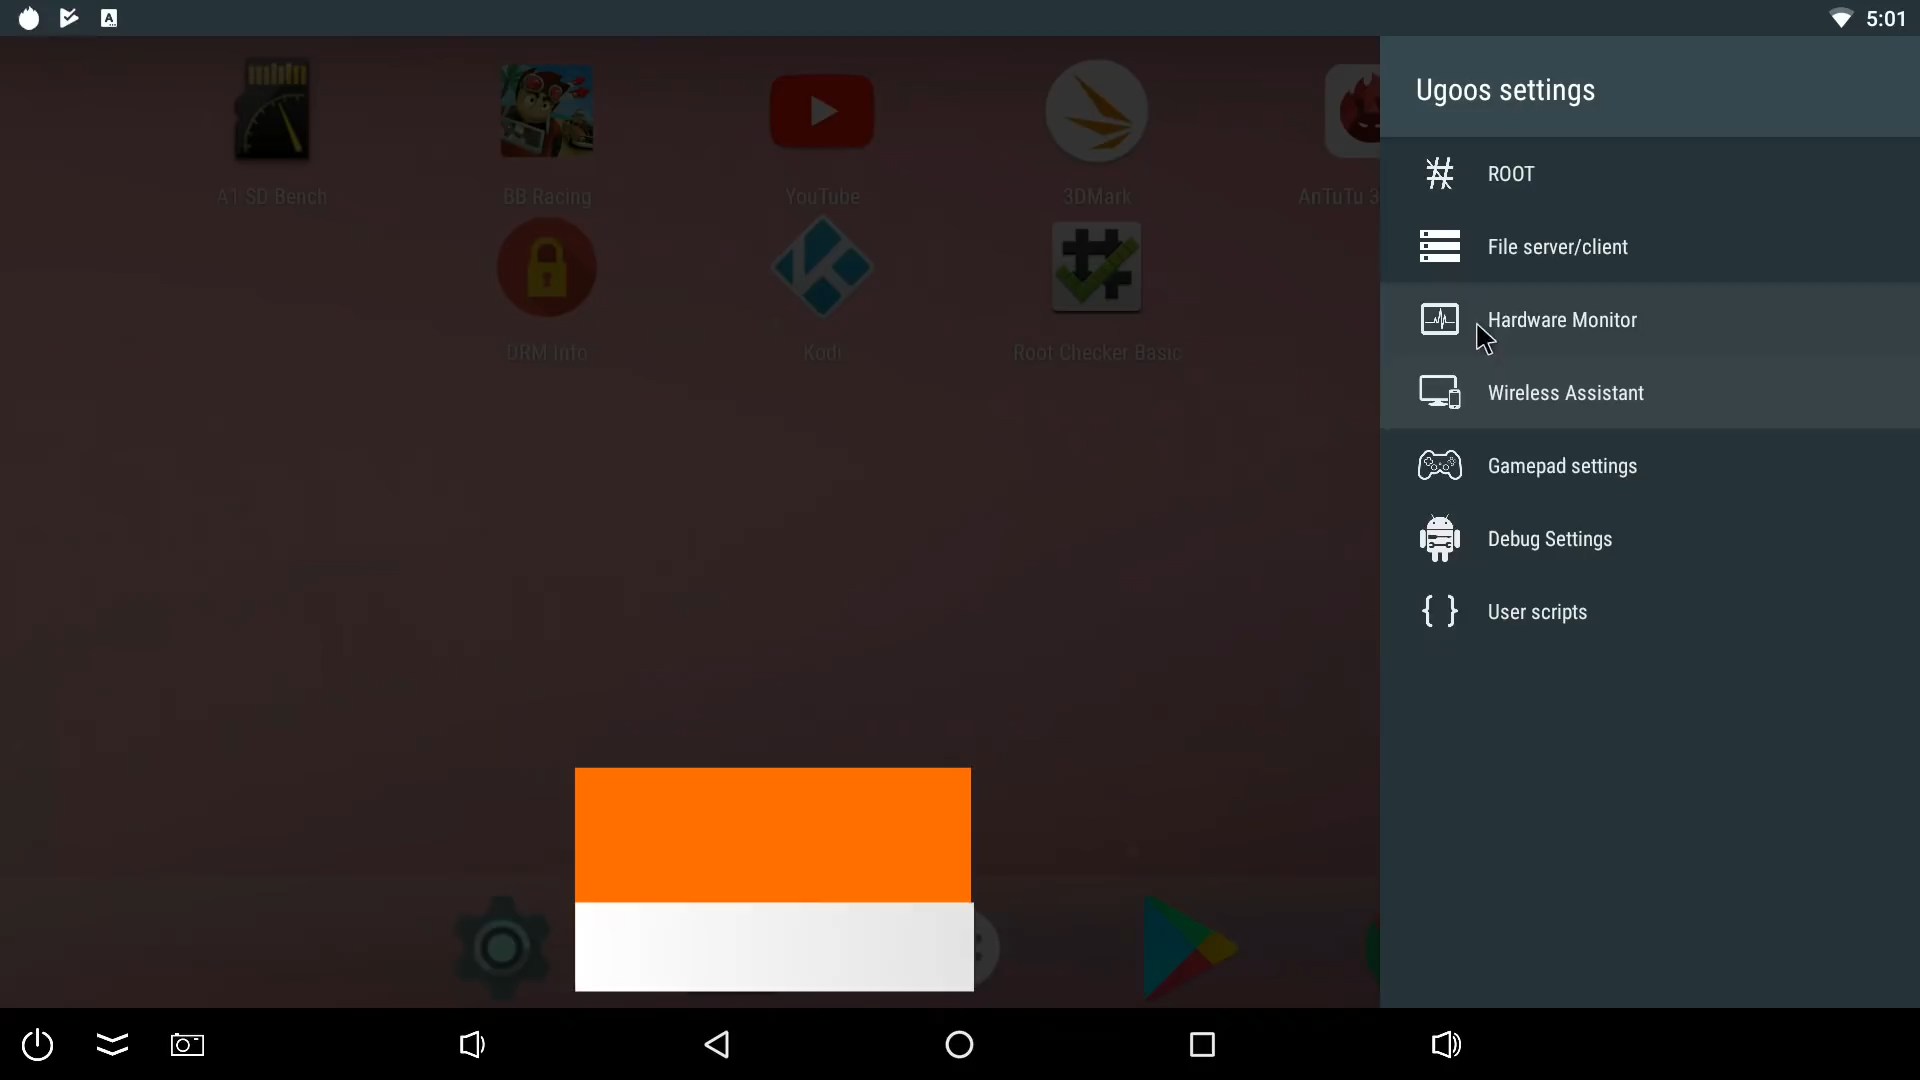 5:01
A1 SD Bench
BB Racing
YouTube
3DMark
AnTuTu 3
DRM Info
Kodi
Root Checker Basic
Ugoos settings
ROOT
File server/client
Hardware Monitor
Wireless Assistant
Gamepad settings
Debug Settings
User scripts